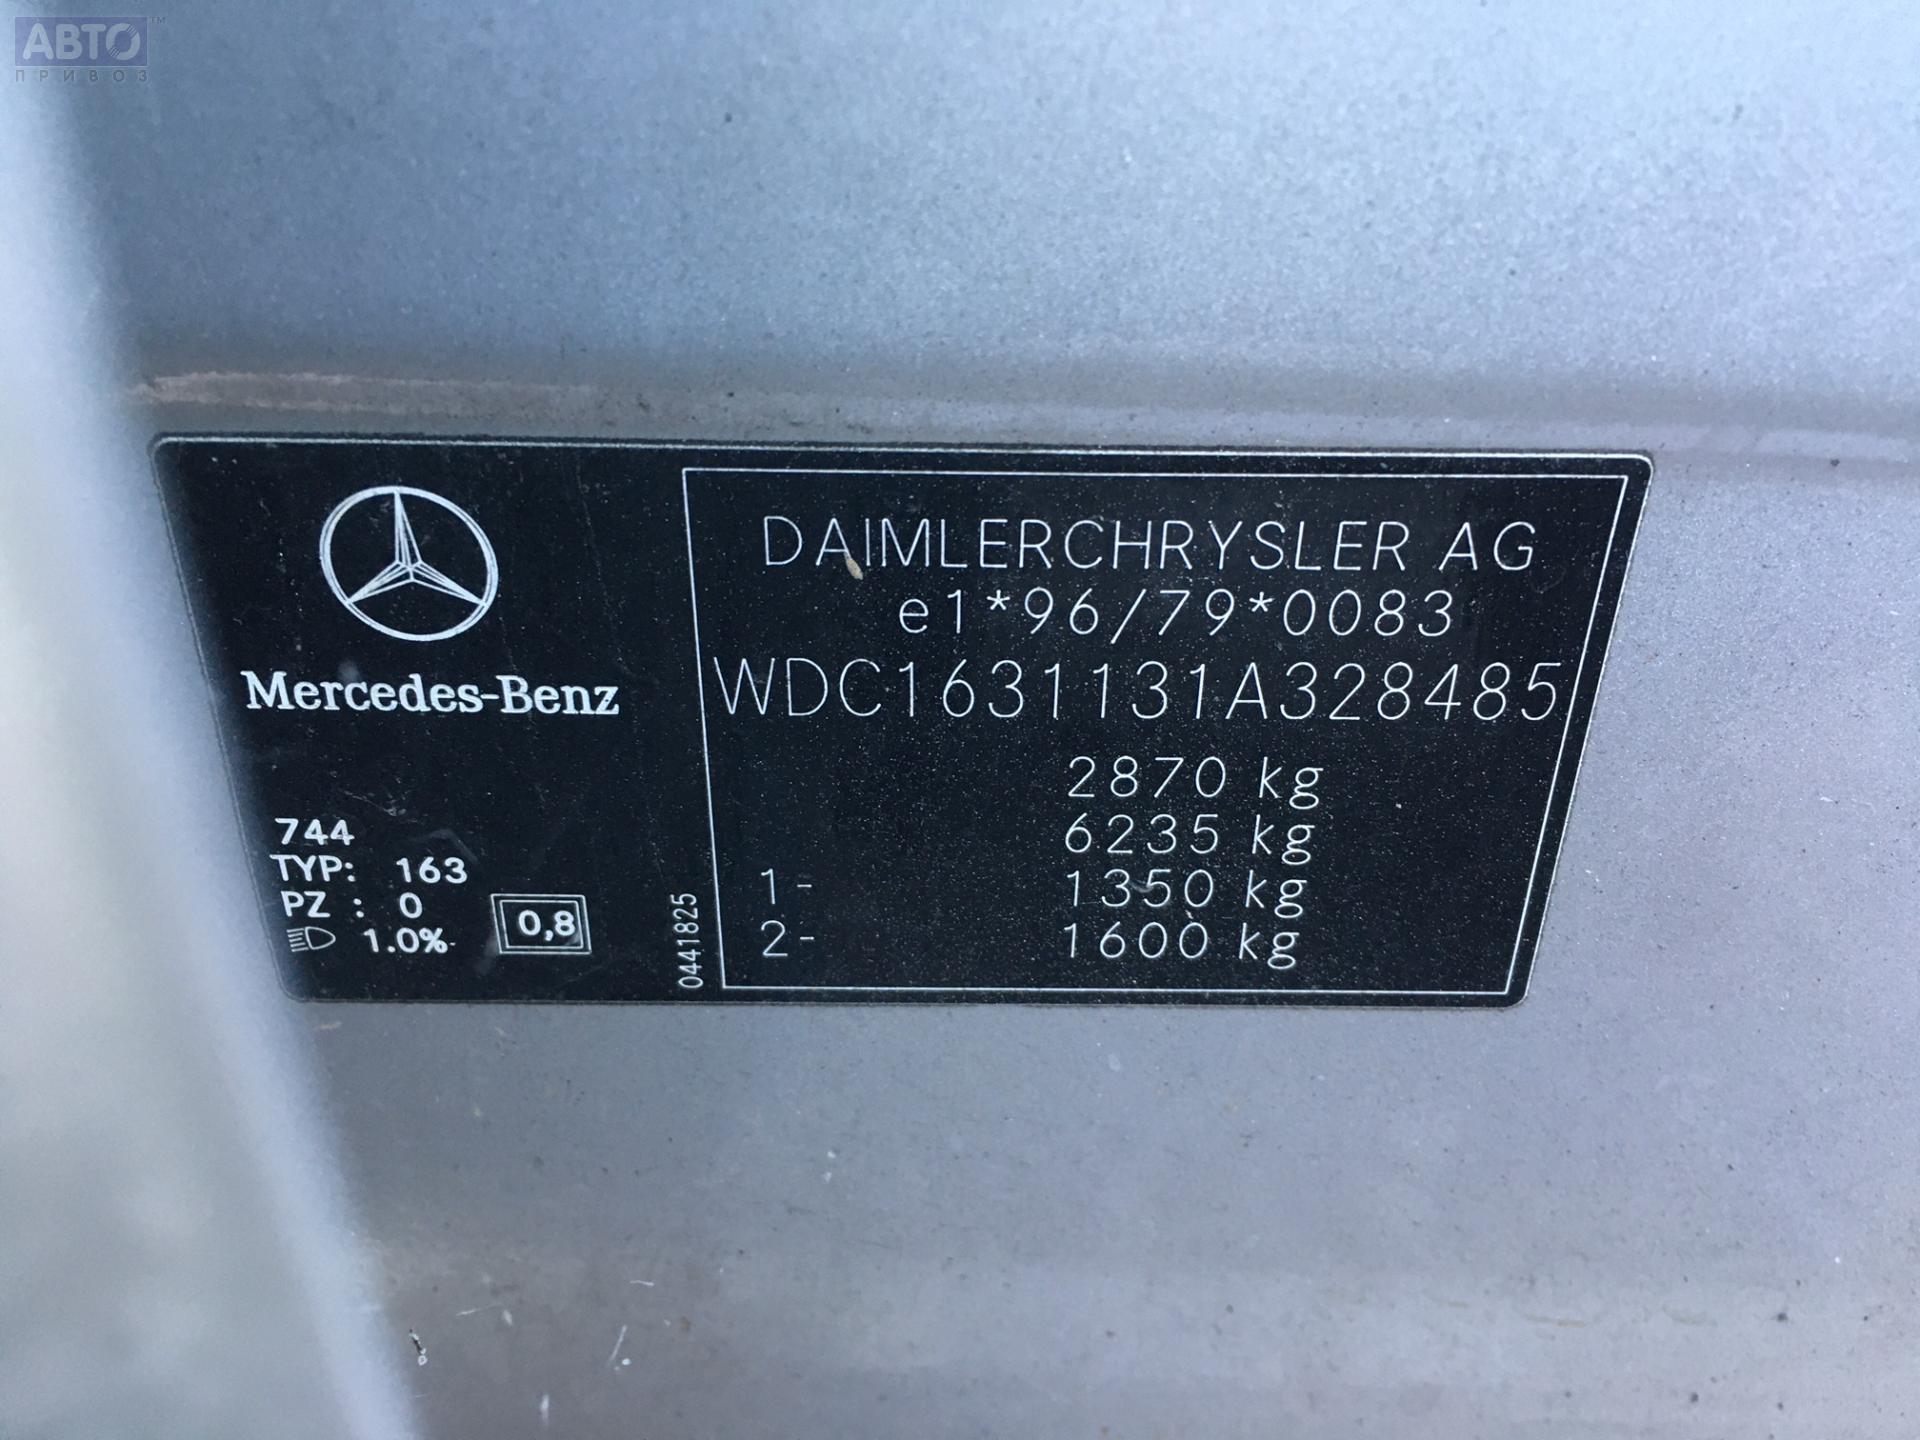 АВТО™
ПРИВОЗ
Mercedes-Benz
744
TYP: 163
PZ : 0
1.0%
0,8
0441825
DAIMLERCHRYSLER AG
e1*96/79*0083
WDC1631131A328485
2870 kg
6235 kg
1- 1350 kg
2- 1600 kg